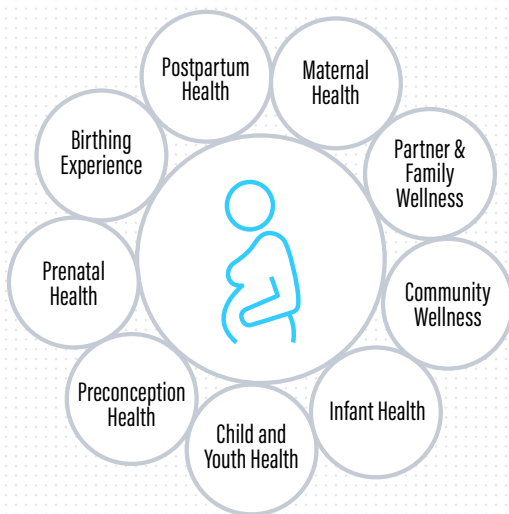 Postpartum
Health
Maternal
Health
Partner &
Family
Wellness
Community
Wellness
Infant Health
Child and
Youth Health
Preconception
Health
Prenatal
Health
Birthing
Experience